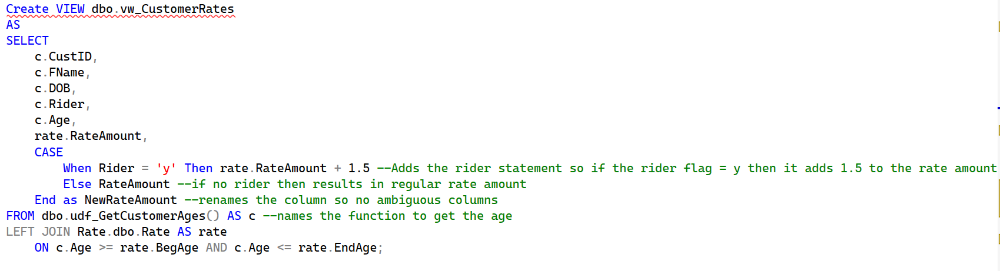 Create VIEW dbo.vw_CustomerRates
AS
SELECT
    c.CustID,
    c.FName,
    c.DOB,
    c.Rider,
    c.Age,
    rate.RateAmount,
    CASE
        When Rider = 'y' Then rate.RateAmount + 1.5 --Adds the rider statement so if the rider flag = y then it adds 1.5 to the rate amount
        Else RateAmount --if no rider then results in regular rate amount
    End as NewRateAmount --renames the column so no ambiguous columns
FROM dbo.udf_GetCustomerAges() AS c --names the function to get the age
LEFT JOIN Rate.dbo.Rate AS rate
    ON c.Age >= rate.BegAge AND c.Age <= rate.EndAge;